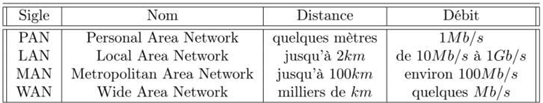 Sigle Nom Distance Débit
PAN Personal Area Network quelques mètres 1Mb/s
LAN Local Area Network jusqu'à 2km de 10Mb/s à 1Gb/s
MAN Metropolitan Area Network jusqu'à 100km environ 100Mb/s
WAN Wide Area Network milliers de km quelques Mb/s